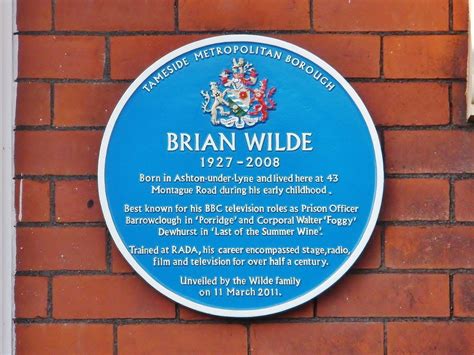 TAMESIDE METROPOLITAN BOROUGH
BRIAN WILDE
1927 - 2008
Born in Ashton-under-Lyne and lived here at 43
Montague Road during his early childhood.
Best known for his BBC television roles as Prison Officer
Barrowclough in 'Porridge' and Corporal Walter 'Foggy'
Dewhurst in 'Last of the Summer Wine'.
Trained at RADA, his career encompassed stage, radio,
film and television for over half a century.
Unveiled by the Wilde family
on 11 March 2011.